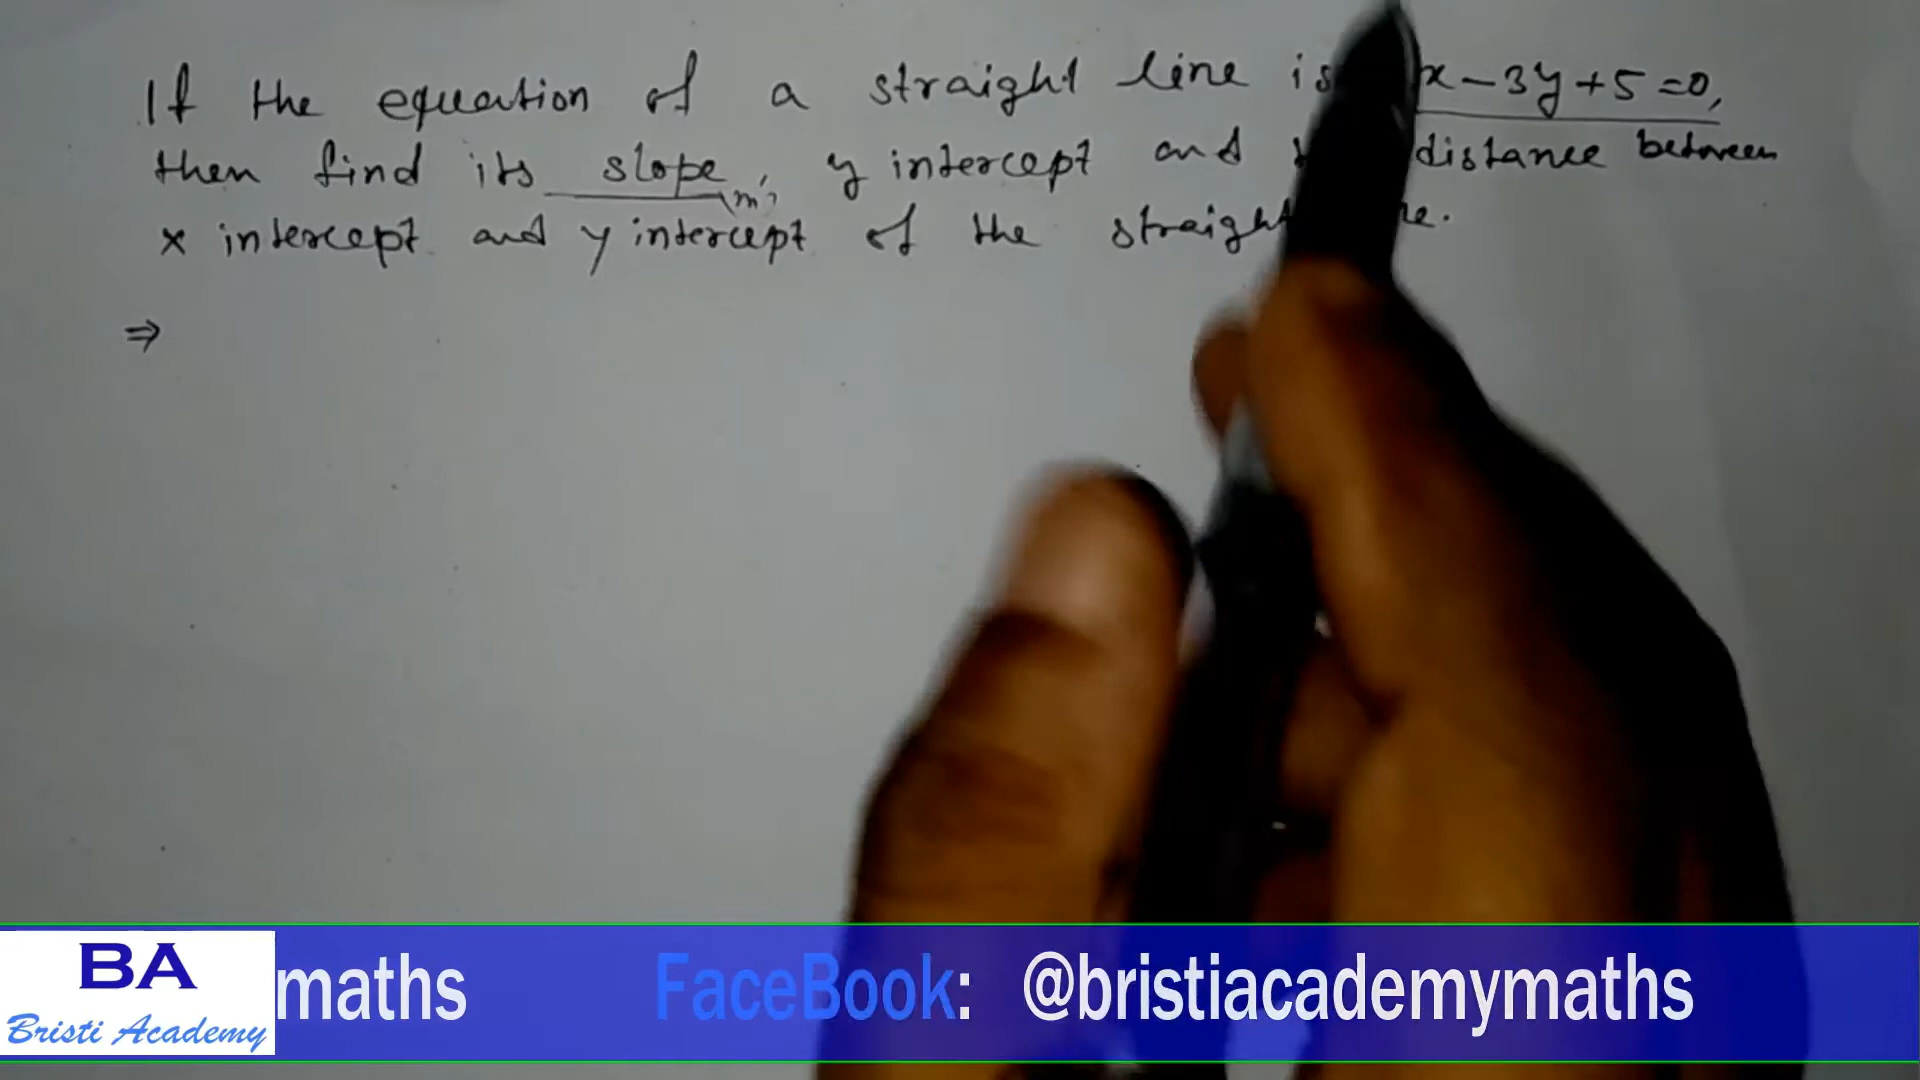 If the equation of a straight line is x - 3y + 5 = 0,
then find its slope, y intercept and distance between
"m"
x intercept and y intercept of the straight
⇒
BA
Bristi Academy
maths FaceBook: @bristiacademymaths